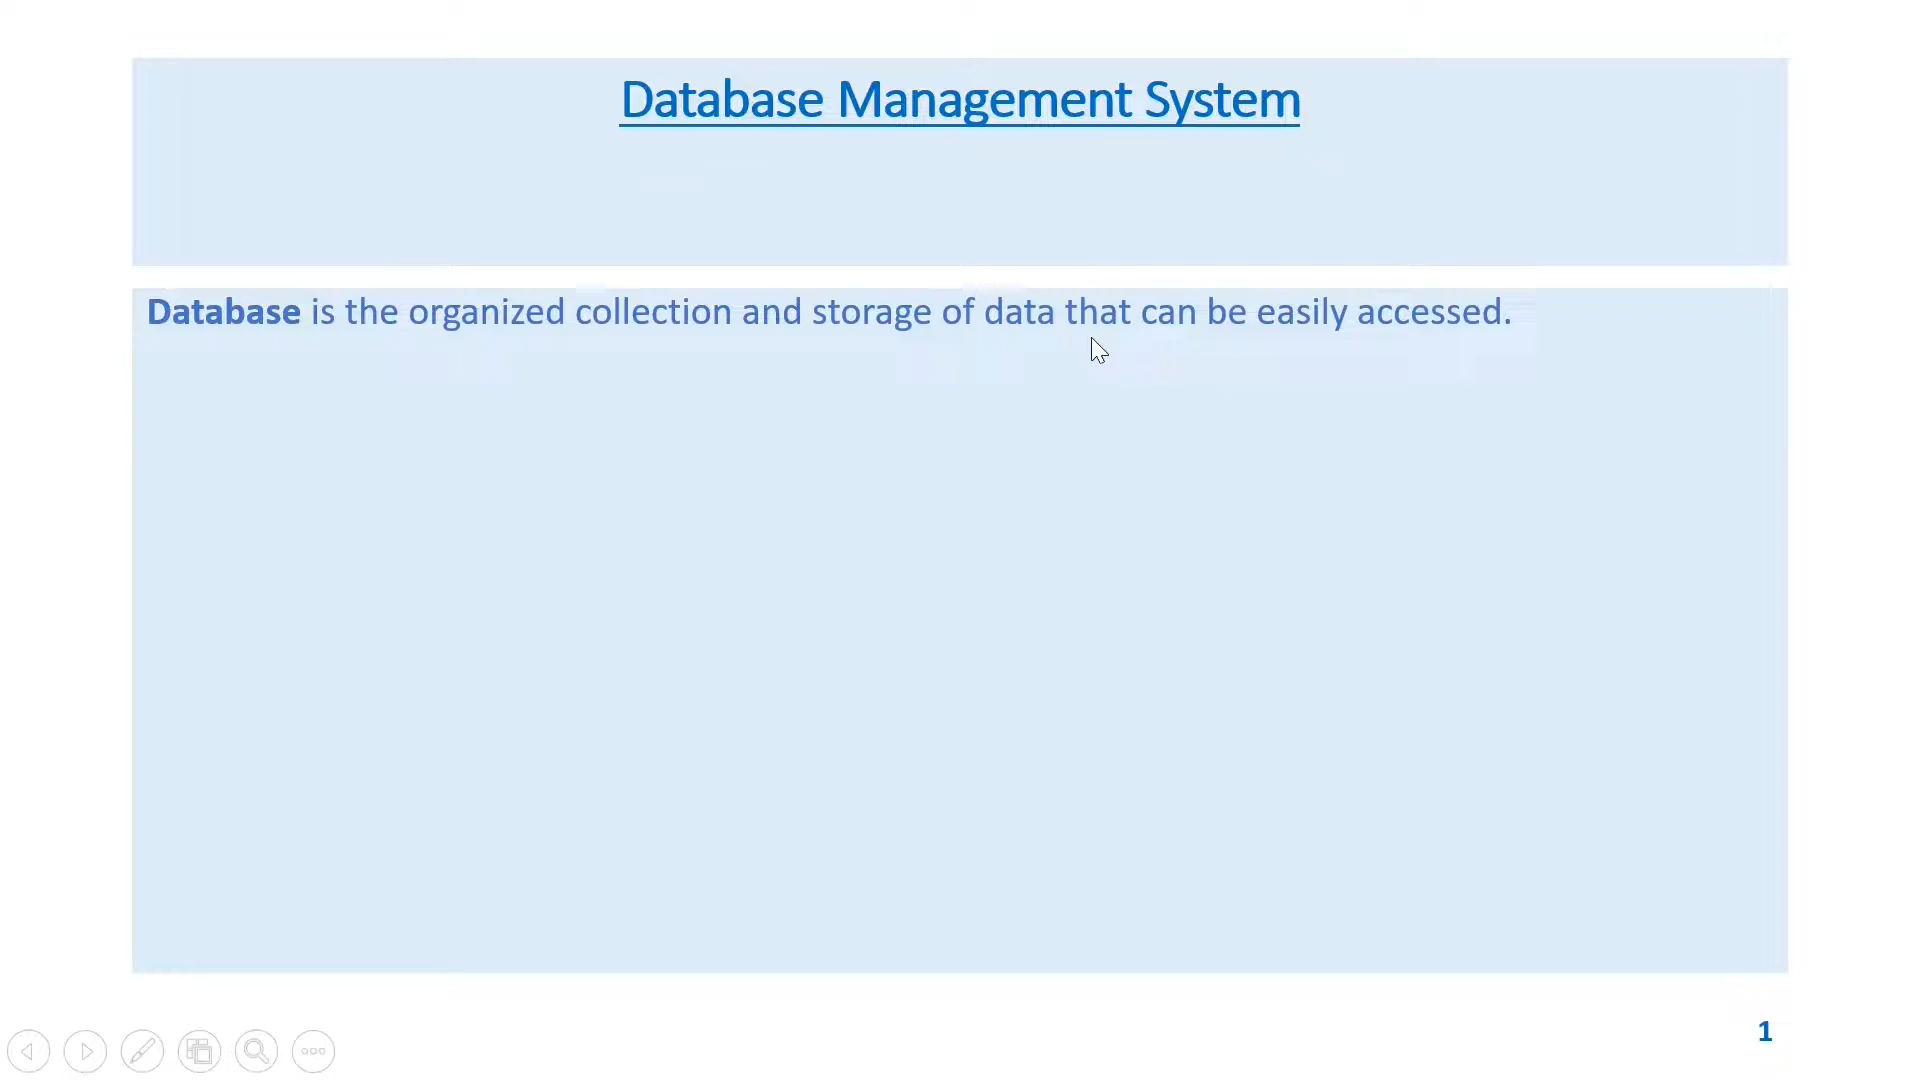 Database Management System
Database is the organized collection and storage of data that can be easily accessed.
1